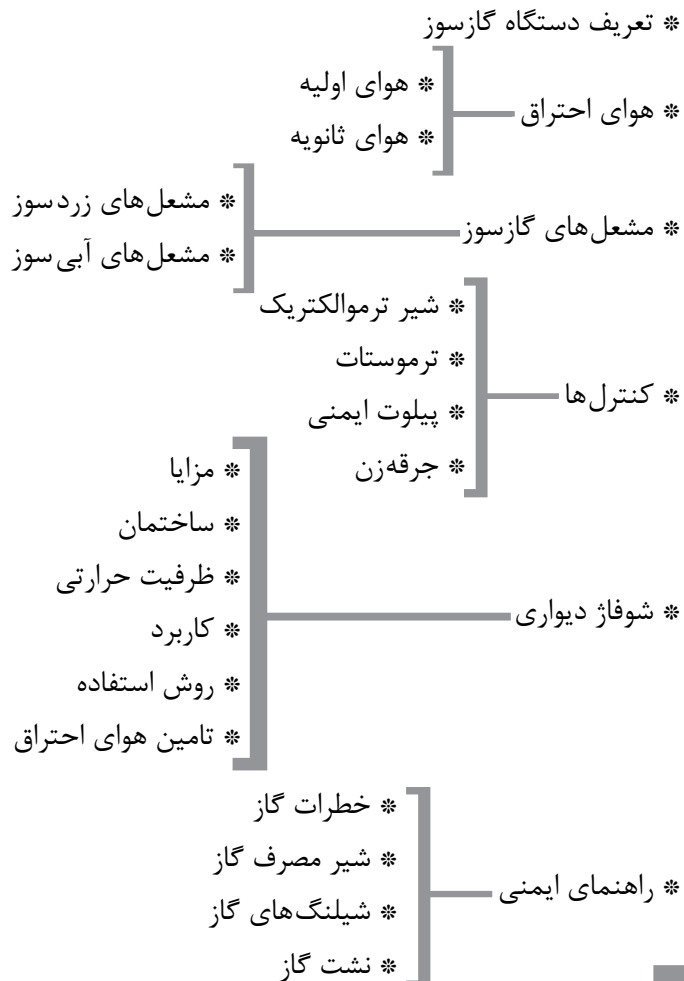 ❊ تعریف دستگاه گازسوز
❊ هوای احتراق
❊ هوای اولیه
❊ هوای ثانویه
❊ مشعل‌های گازسوز
❊ مشعل‌های زردسوز
❊ مشعل‌های آبی‌سوز
❊ کنترل‌ها
❊ شیر ترموالکتریک
❊ ترموستات
❊ پیلوت ایمنی
❊ جرقه‌زن
❊ شوفاژ دیواری
❊ مزایا
❊ ساختمان
❊ ظرفیت حرارتی
❊ کاربرد
❊ روش استفاده
❊ تامین هوای احتراق
❊ راهنمای ایمنی
❊ خطرات گاز
❊ شیر مصرف گاز
❊ شیلنگ‌های گاز
❊ نشت گاز